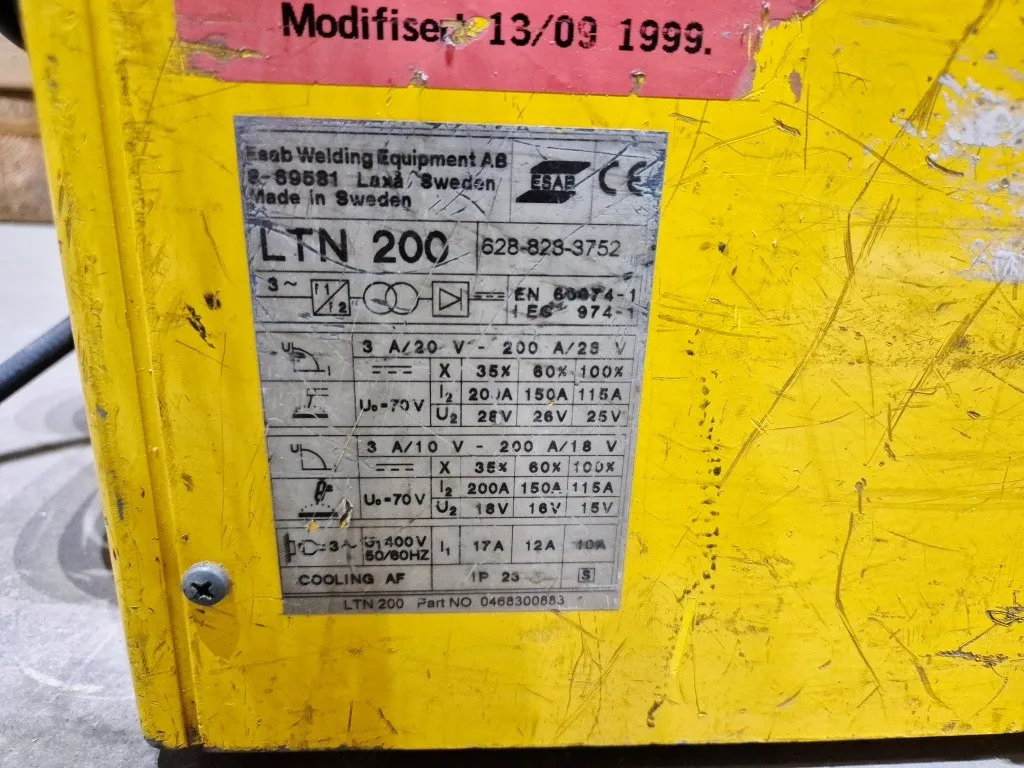 Modifisert 13/09 1999.
Esab Welding Equipment AB
S-69581 Laxå Sweden
Made in Sweden
ESAB CE
LTN 200 628-828-3752
3~ f1 f2 EN 60974-1
IEC 974-1
U 3 A/20 V - 200 A/28 V
I X 35% 60% 100%
U₀=70V I₂ 200A 150A 115A
U₂ 28V 26V 25V
U 3 A/10 V - 200 A/18 V
I X 35% 60% 100%
U₀=70V I₂ 200A 150A 115A
U₂ 18V 16V 15V
3~ U₁ 400V I₁ 17A 12A 10A
50/60HZ
COOLING AF IP 23 S
LTN 200 Part NO 0468300883